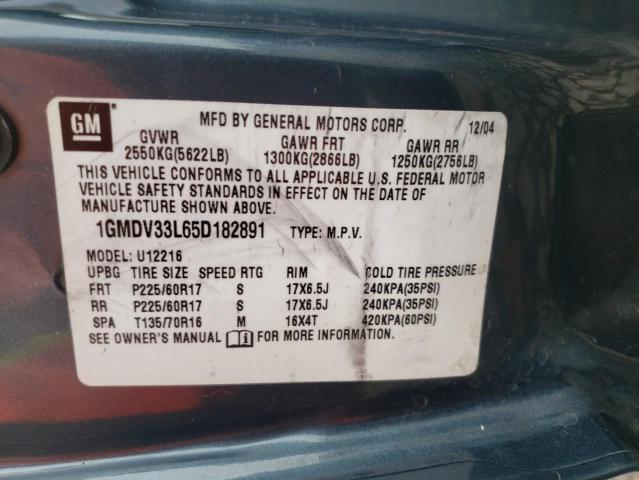 GM
MFD BY GENERAL MOTORS CORP. 12/04
GVWR GAWR FRT GAWR RR
2550KG(5622LB) 1300KG(2866LB) 1250KG(2756LB)
THIS VEHICLE CONFORMS TO ALL APPLICABLE U.S. FEDERAL MOTOR
VEHICLE SAFETY STANDARDS IN EFFECT ON THE DATE OF
MANUFACTURE SHOWN ABOVE.
1GMDV33L65D182891 TYPE: M.P.V.
MODEL: U12216
UPBG TIRE SIZE SPEED RTG RIM COLD TIRE PRESSURE
FRT P225/60R17 S 17X6.5J 240KPA(35PSI)
RR P225/60R17 S 17X6.5J 240KPA(35PSI)
SPA T135/70R16 M 16X4T 420KPA(60PSI)
SEE OWNER'S MANUAL FOR MORE INFORMATION.